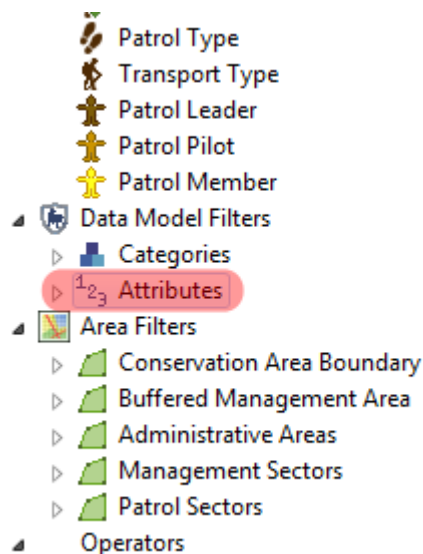 Patrol Type
Transport Type
Patrol Leader
Patrol Pilot
Patrol Member
Data Model Filters
Categories
123 Attributes
Area Filters
Conservation Area Boundary
Buffered Management Area
Administrative Areas
Management Sectors
Patrol Sectors
Operators